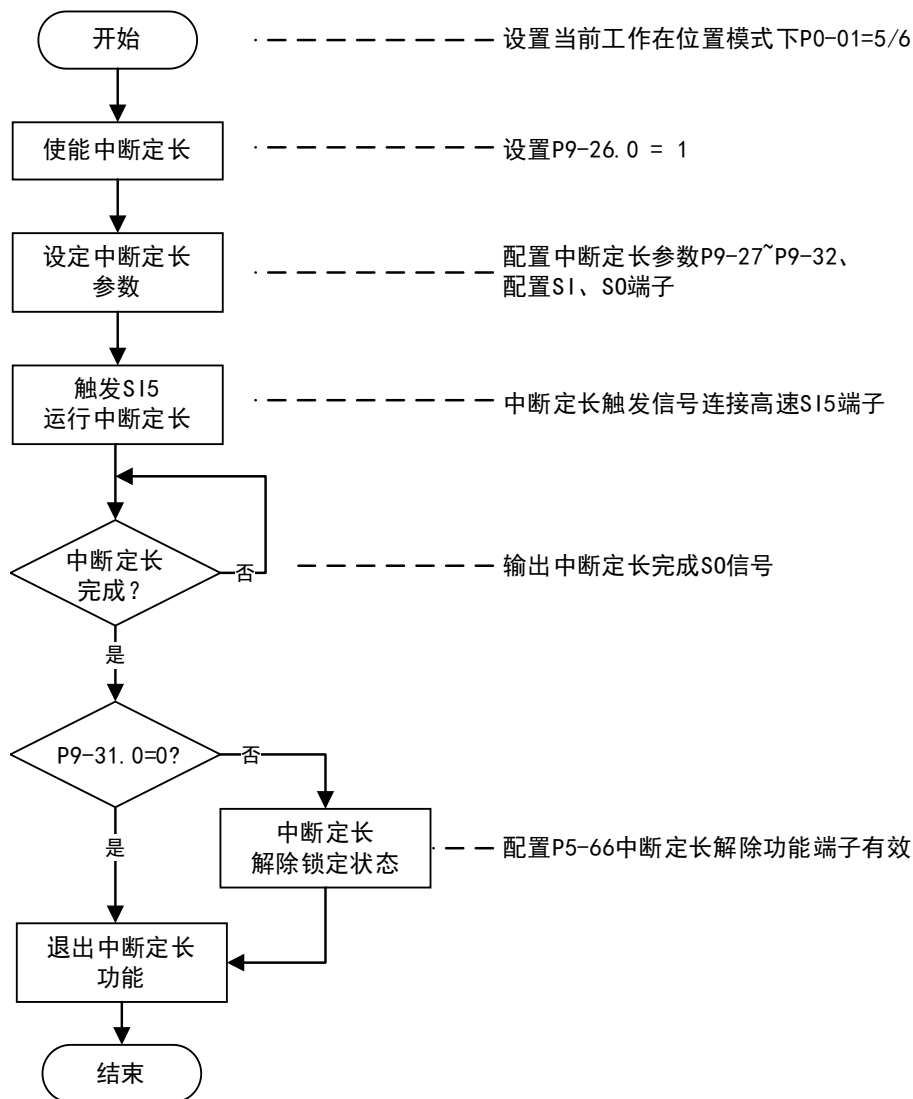 开始
设置当前工作在位置模式下P0-01=5/6
使能中断定长
设置P9-26.0 = 1
设定中断定长
参数
配置中断定长参数P9-27~P9-32、
配置SI、SO端子
触发SI5
运行中断定长
中断定长触发信号连接高速SI5端子
中断定长
完成?
否
输出中断定长完成SO信号
是
P9-31.0=0?
否
中断定长
解除锁定状态
配置P5-66中断定长解除功能端子有效
是
退出中断定长
功能
结束